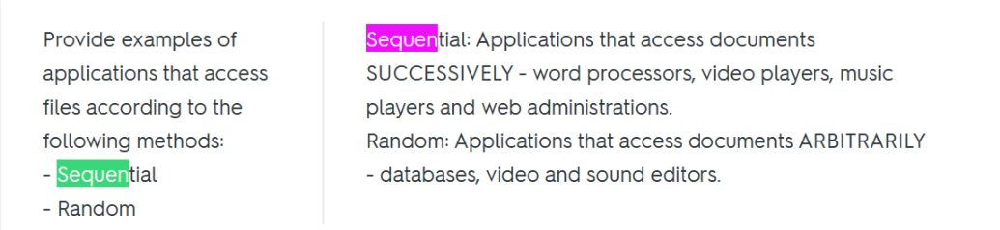 Provide examples of
applications that access
files according to the
following methods:
- Sequential
- Random
Sequential: Applications that access documents
SUCCESSIVELY - word processors, video players, music
players and web administrations.
Random: Applications that access documents ARBITRARILY
- databases, video and sound editors.